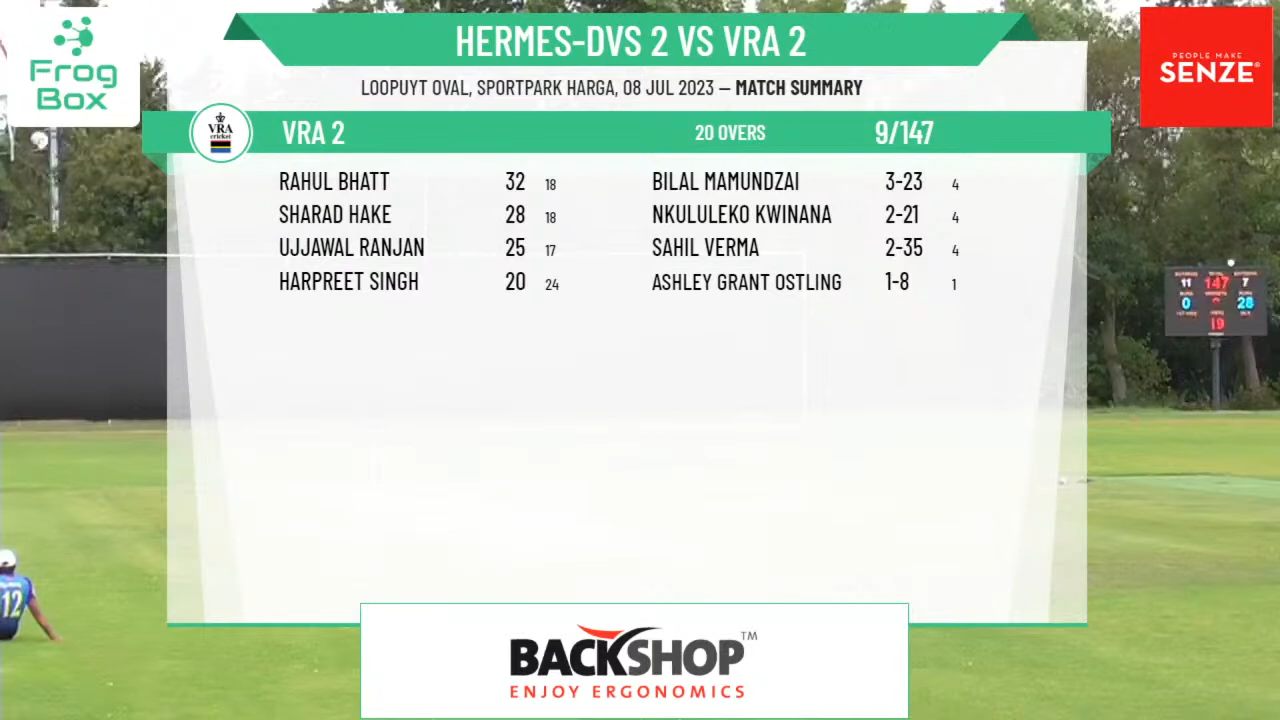 Frog
Box
HERMES-DVS 2 VS VRA 2
PEOPLE MAKE
SENZE®
LOOPUYT OVAL, SPORTPARK HARGA, 08 JUL 2023 – MATCH SUMMARY
VRA
cricket
VRA 2 20 OVERS 9/147
RAHUL BHATT 32 18 BILAL MAMUNDZAI 3-23 4
SHARAD HAKE 28 18 NKULULEKO KWINANA 2-21 4
UJJAWAL RANJAN 25 17 SAHIL VERMA 2-35 4
HARPREET SINGH 20 24 ASHLEY GRANT OSTLING 1-8 1
11 147 7
0 28
19
12
BACKSHOP™
ENJOY ERGONOMICS